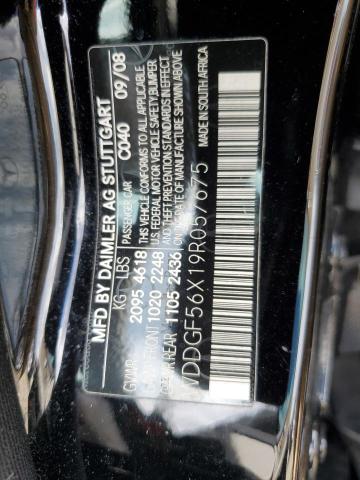 MFD BY DAIMLER AG STUTTGART
KG LBS PASSENGER CAR C040 09/08
GVWR 2095 4618 THIS VEHICLE CONFORMS TO ALL APPLICABLE
FRONT 1020 2248 U.S. FEDERAL MOTOR VEHICLE SAFETY BUMPER
REAR 1105 2436 AND THEFT PREVENTION STANDARDS IN EFFECT
ON THE DATE OF MANUFACTURE SHOWN ABOVE
WDDGF56X19R057675 MADE IN SOUTH AFRICA